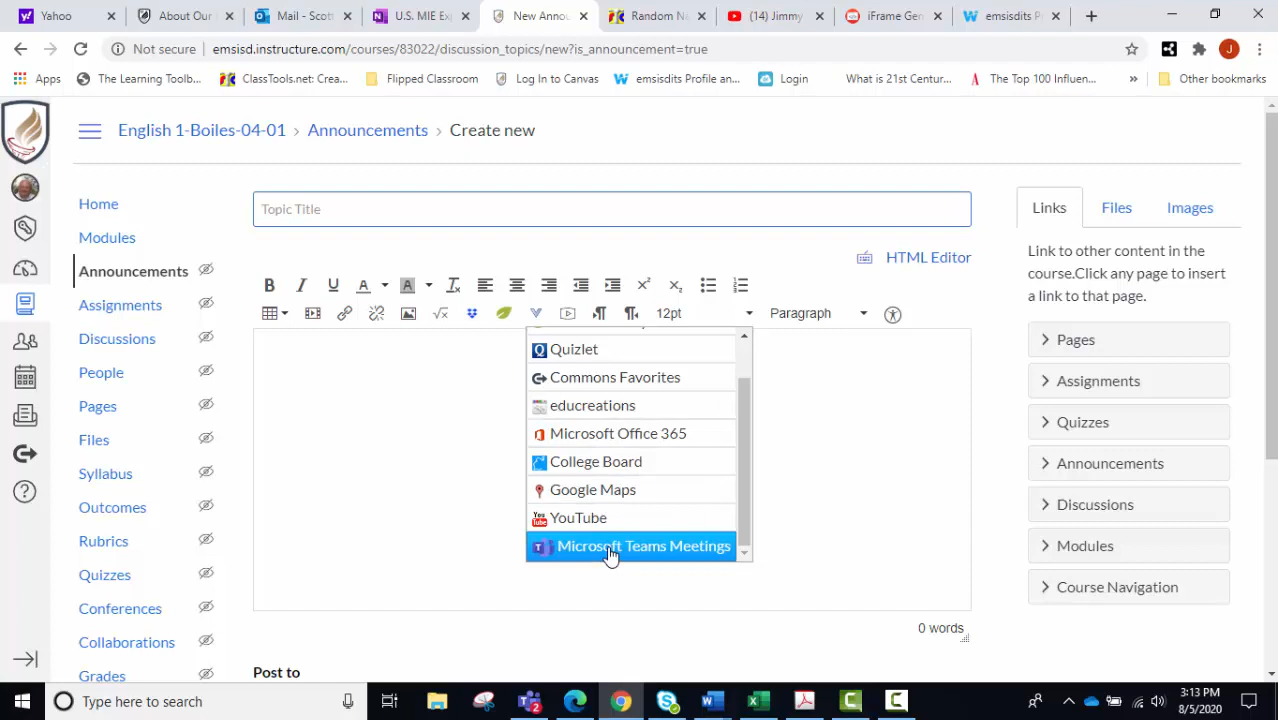 Yahoo
About Our
Mail - Scott
U.S. MIE Exp
New Annou
Random Na
(14) Jimmy
iFrame Gen
emsisdits Pr
Not secure
emsisd.instructure.com/courses/83022/discussion_topics/new?is_announcement=true
J
Apps
The Learning Toolb...
ClassTools.net: Crea...
Flipped Classroom
Log In to Canvas
emsisdits Profile an...
Login
What is 21st Centur...
The Top 100 Influen...
»
Other bookmarks
English 1-Boiles-04-01 › Announcements › Create new
Home
Modules
Announcements
Assignments
Discussions
People
Pages
Files
Syllabus
Outcomes
Rubrics
Quizzes
Conferences
Collaborations
Grades
Topic Title
HTML Editor
12pt
Paragraph
Quizlet
Commons Favorites
educreations
Microsoft Office 365
College Board
Google Maps
YouTube
Microsoft Teams Meetings
0 words
Post to
Links
Files
Images
Link to other content in the
course.Click any page to insert
a link to that page.
Pages
Assignments
Quizzes
Announcements
Discussions
Modules
Course Navigation
Type here to search
3:13 PM
8/5/2020